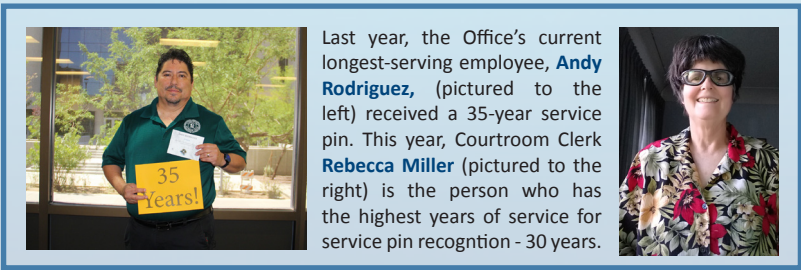 35
Years!
Last year, the Office's current
longest-serving employee, Andy
Rodriguez, (pictured to the
left) received a 35-year service
pin. This year, Courtroom Clerk
Rebecca Miller (pictured to the
right) is the person who has
the highest years of service for
service pin recogntion - 30 years.